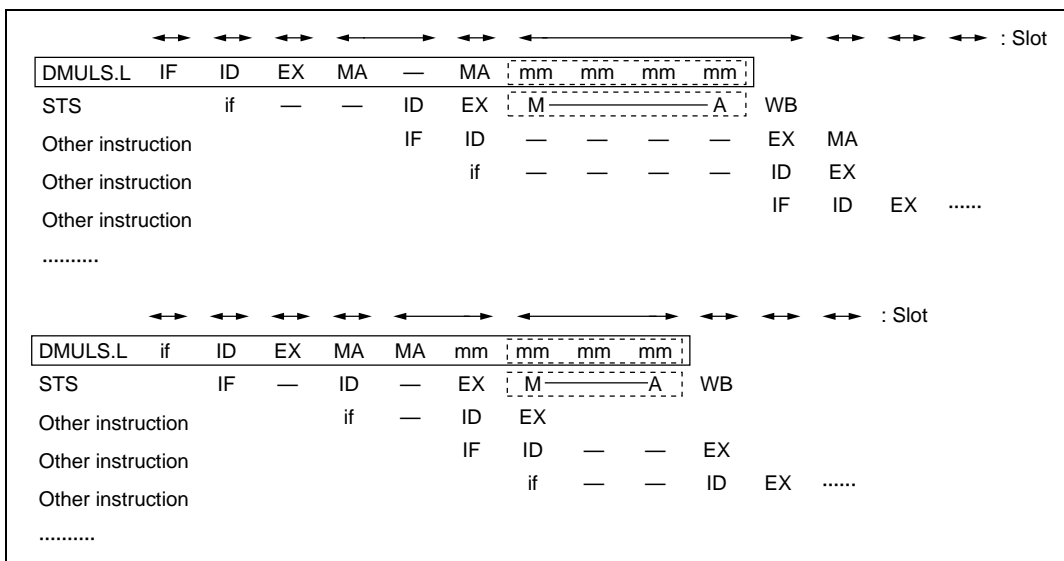 : Slot
DMULS.L IF ID EX MA — MA mm mm mm mm
STS if — — ID EX M A WB
Other instruction IF ID — — — — EX MA
Other instruction if — — — — ID EX
Other instruction IF ID EX ......
..........
: Slot
DMULS.L if ID EX MA MA mm mm mm mm
STS IF — ID — EX M A WB
Other instruction if — ID EX
Other instruction IF ID — — EX
Other instruction if — — ID EX ......
..........